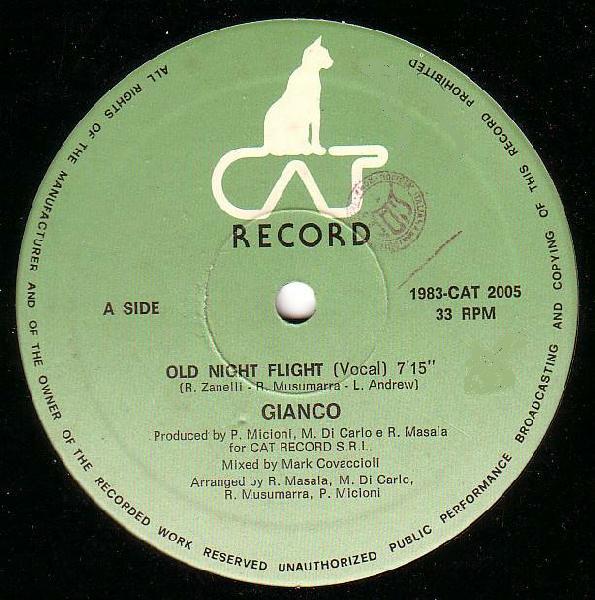 CAT
RECORD
A SIDE
1983-CAT 2005
33 RPM
OLD NIGHT FLIGHT (Vocal) 7'15"
(R. Zanelli - R. Musumarra - L. Andrew)
GIANCO
Produced by P. Micioni, M. Di Carlo e R. Masala
for CAT RECORD S.R.L.
Mixed by Mark Covaccioli
Arranged by R. Masala, M. Di Carlo,
R. Musumarra, P. Micioni
ALL RIGHTS OF THE MANUFACTURER AND OF THE OWNER OF THE RECORDED WORK RESERVED UNAUTHORIZED PUBLIC PERFORMANCE BROADCASTING AND COPYING OF THIS RECORD PROHIBITED